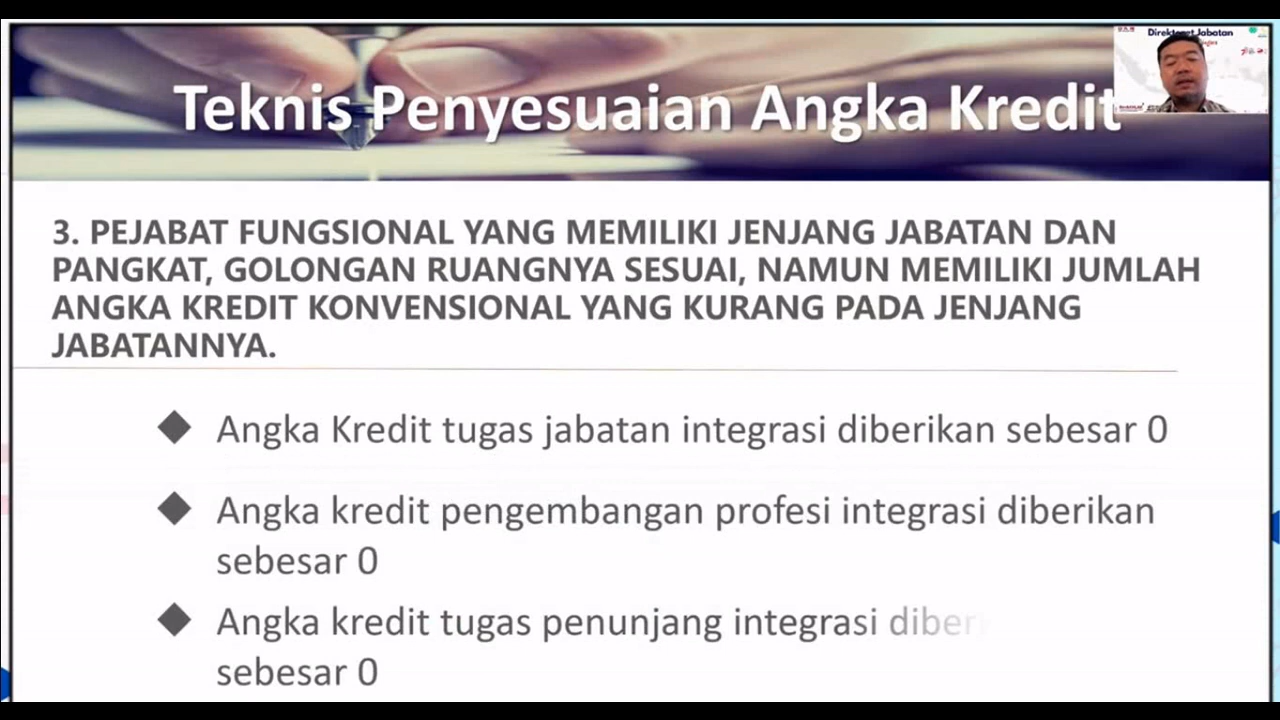 Teknis Penyesuaian Angka Kredit
Direktorat Jabatan
3. PEJABAT FUNGSIONAL YANG MEMILIKI JENJANG JABATAN DAN
PANGKAT, GOLONGAN RUANGNYA SESUAI, NAMUN MEMILIKI JUMLAH
ANGKA KREDIT KONVENSIONAL YANG KURANG PADA JENJANG
JABATANNYA.
◆ Angka Kredit tugas jabatan integrasi diberikan sebesar 0
◆ Angka kredit pengembangan profesi integrasi diberikan
sebesar 0
◆ Angka kredit tugas penunjang integrasi diber
sebesar 0